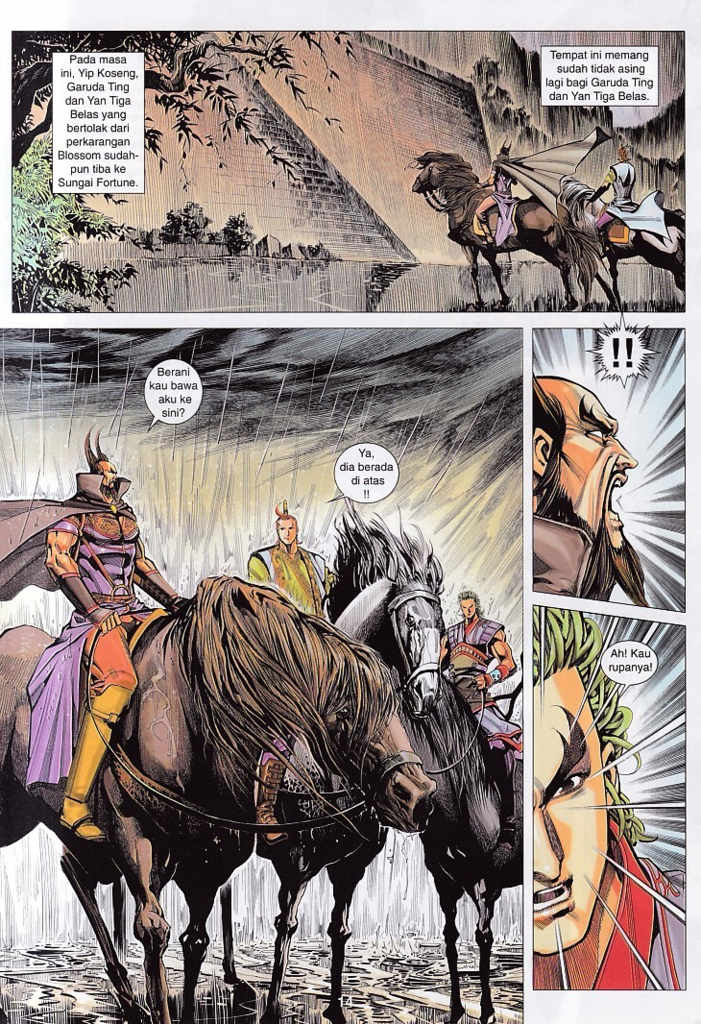 Pada masa
ini, Yip Koseng,
Garuda Ting
dan Yan Tiga
Belas yang
bertolak dari
perkarangan
Blossom sudah-
pun tiba ke
Sungai Fortune.
Tempat ini memang
sudah tidak asing
lagi bagi Garuda Ting
dan Yan Tiga Belas.
Berani
kau bawa
aku ke
sini?
Ya,
dia berada
di atas
!!
!!
Ah! Kau
rupanya!